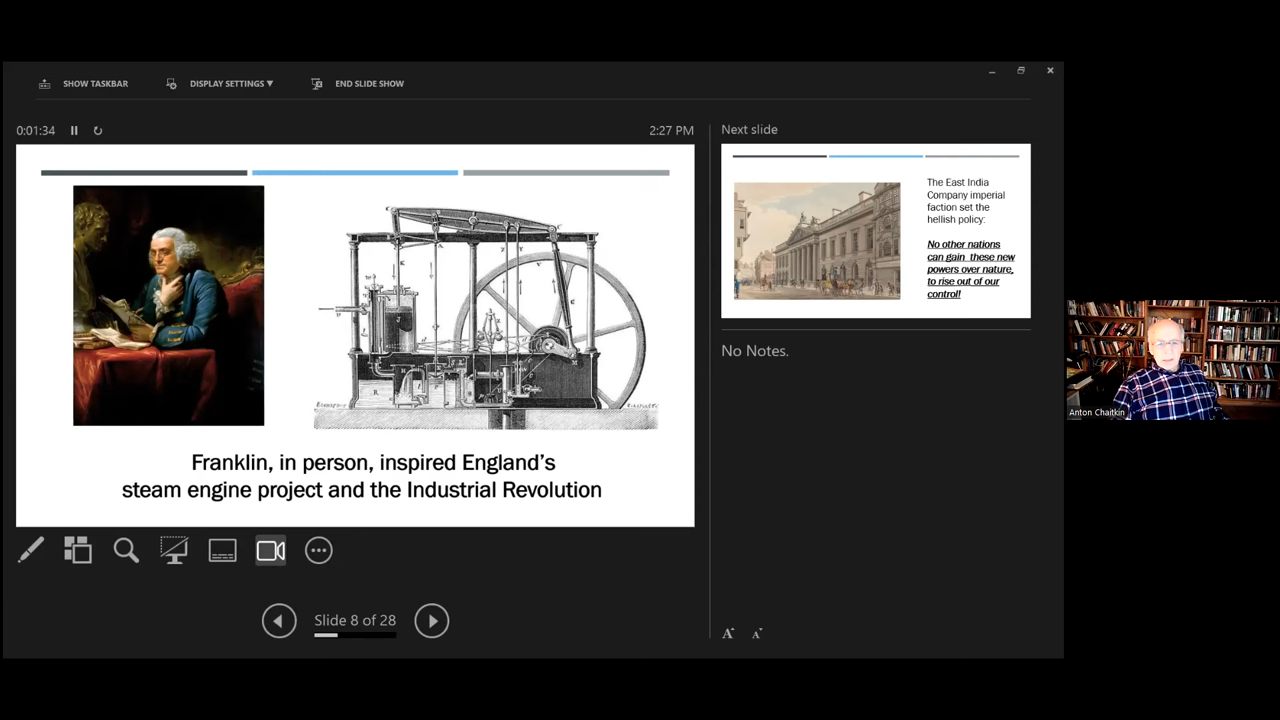 SHOW TASKBAR
DISPLAY SETTINGS ▼
END SLIDE SHOW
0:01:34
2:27 PM
Franklin, in person, inspired England's
steam engine project and the Industrial Revolution
Next slide
The East India
Company imperial
faction set the
hellish policy:
No other nations
can gain these new
powers over nature,
to rise out of our
control!
No Notes.
Anton Chaitkin
Slide 8 of 28
A
A